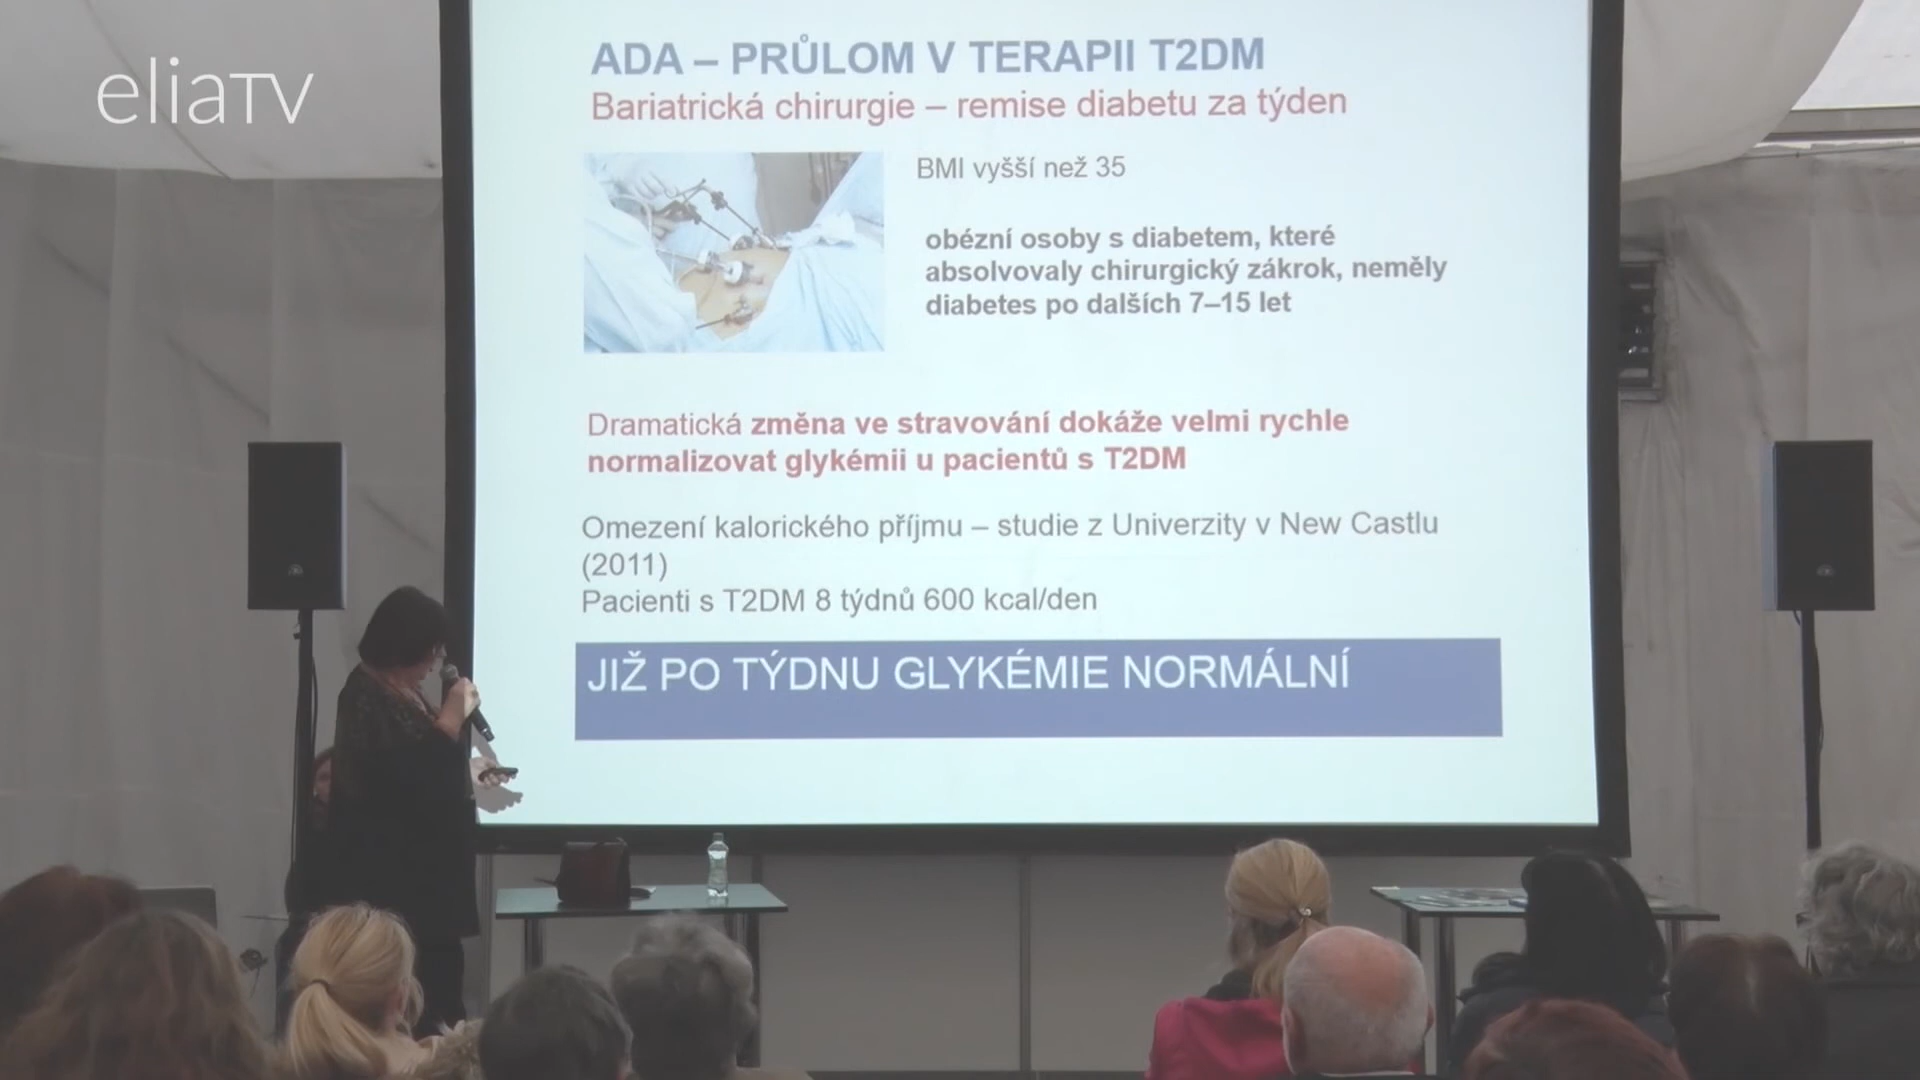 eliaTV
ADA – PRŮLOM V TERAPII T2DM
Bariatrická chirurgie – remise diabetu za týden
BMI vyšší než 35
obézní osoby s diabetem, které
absolvovaly chirurgický zákrok, neměly
diabetes po dalších 7–15 let
Dramatická změna ve stravování dokáže velmi rychle
normalizovat glykémii u pacientů s T2DM
Omezení kalorického příjmu – studie z Univerzity v New Castlu
(2011)
Pacienti s T2DM 8 týdnů 600 kcal/den
JIŽ PO TÝDNU GLYKÉMIE NORMÁLNÍ